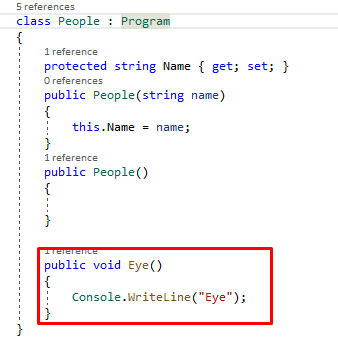 5 references
class People : Program
{
1 reference
protected string Name { get; set; }
0 references
public People(string name)
{
this.Name = name;
}
1 reference
public People()
{
}
1 reference
public void Eye()
{
Console.WriteLine("Eye");
}
}